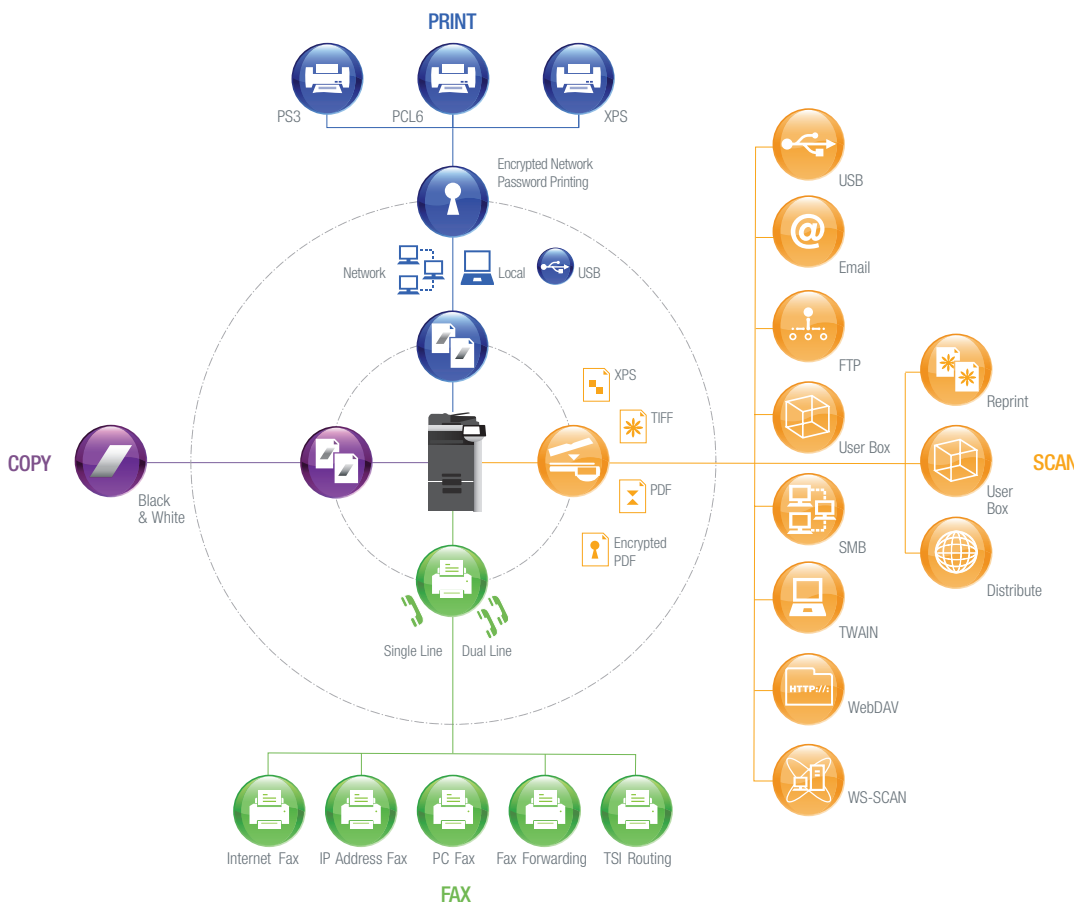 PRINT
PS3
PCL6
XPS
Encrypted Network
Password Printing
Network
Local
USB
XPS
TIFF
PDF
Encrypted
PDF
COPY
Black
& White
Single Line
Dual Line
USB
@
Email
FTP
User Box
SMB
TWAIN
HTTP://:
WebDAV
WS-SCAN
Reprint
User
Box
Distribute
SCAN
Internet Fax
IP Address Fax
PC Fax
Fax Forwarding
TSI Routing
FAX